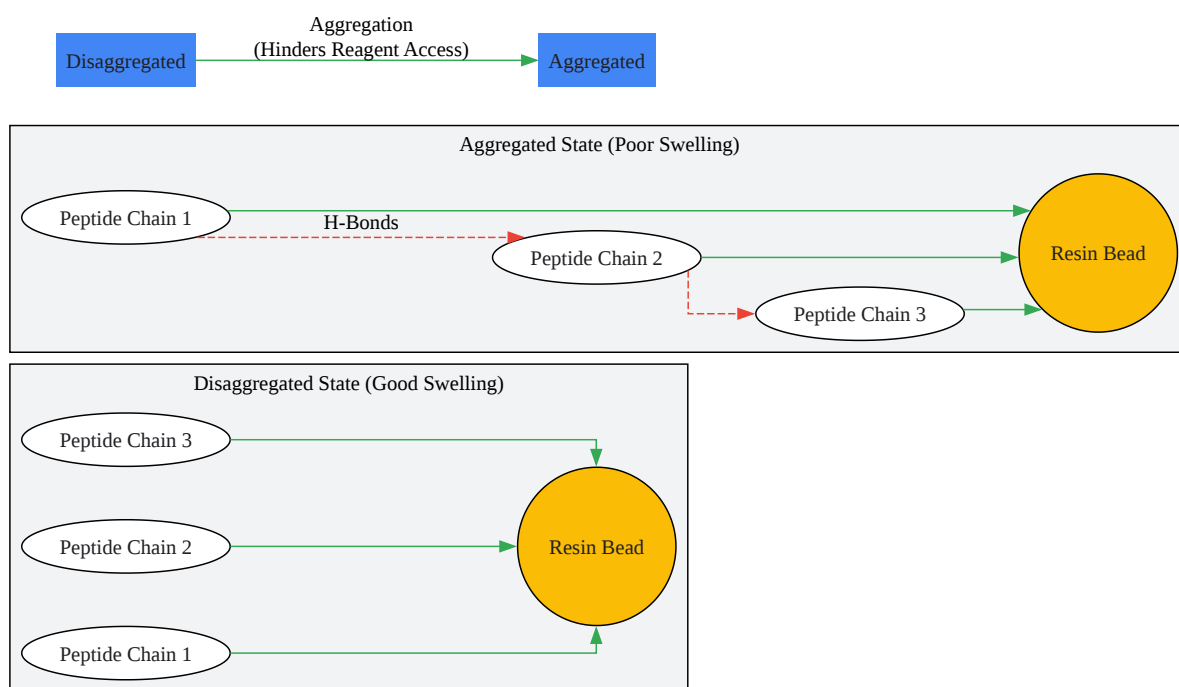 Aggregation
(Hinders Reagent Access)
Disaggregated
Aggregated
Aggregated State (Poor Swelling)
Peptide Chain 1
H-Bonds
Peptide Chain 2
Resin Bead
Peptide Chain 3
Disaggregated State (Good Swelling)
Peptide Chain 3
Peptide Chain 2
Resin Bead
Peptide Chain 1